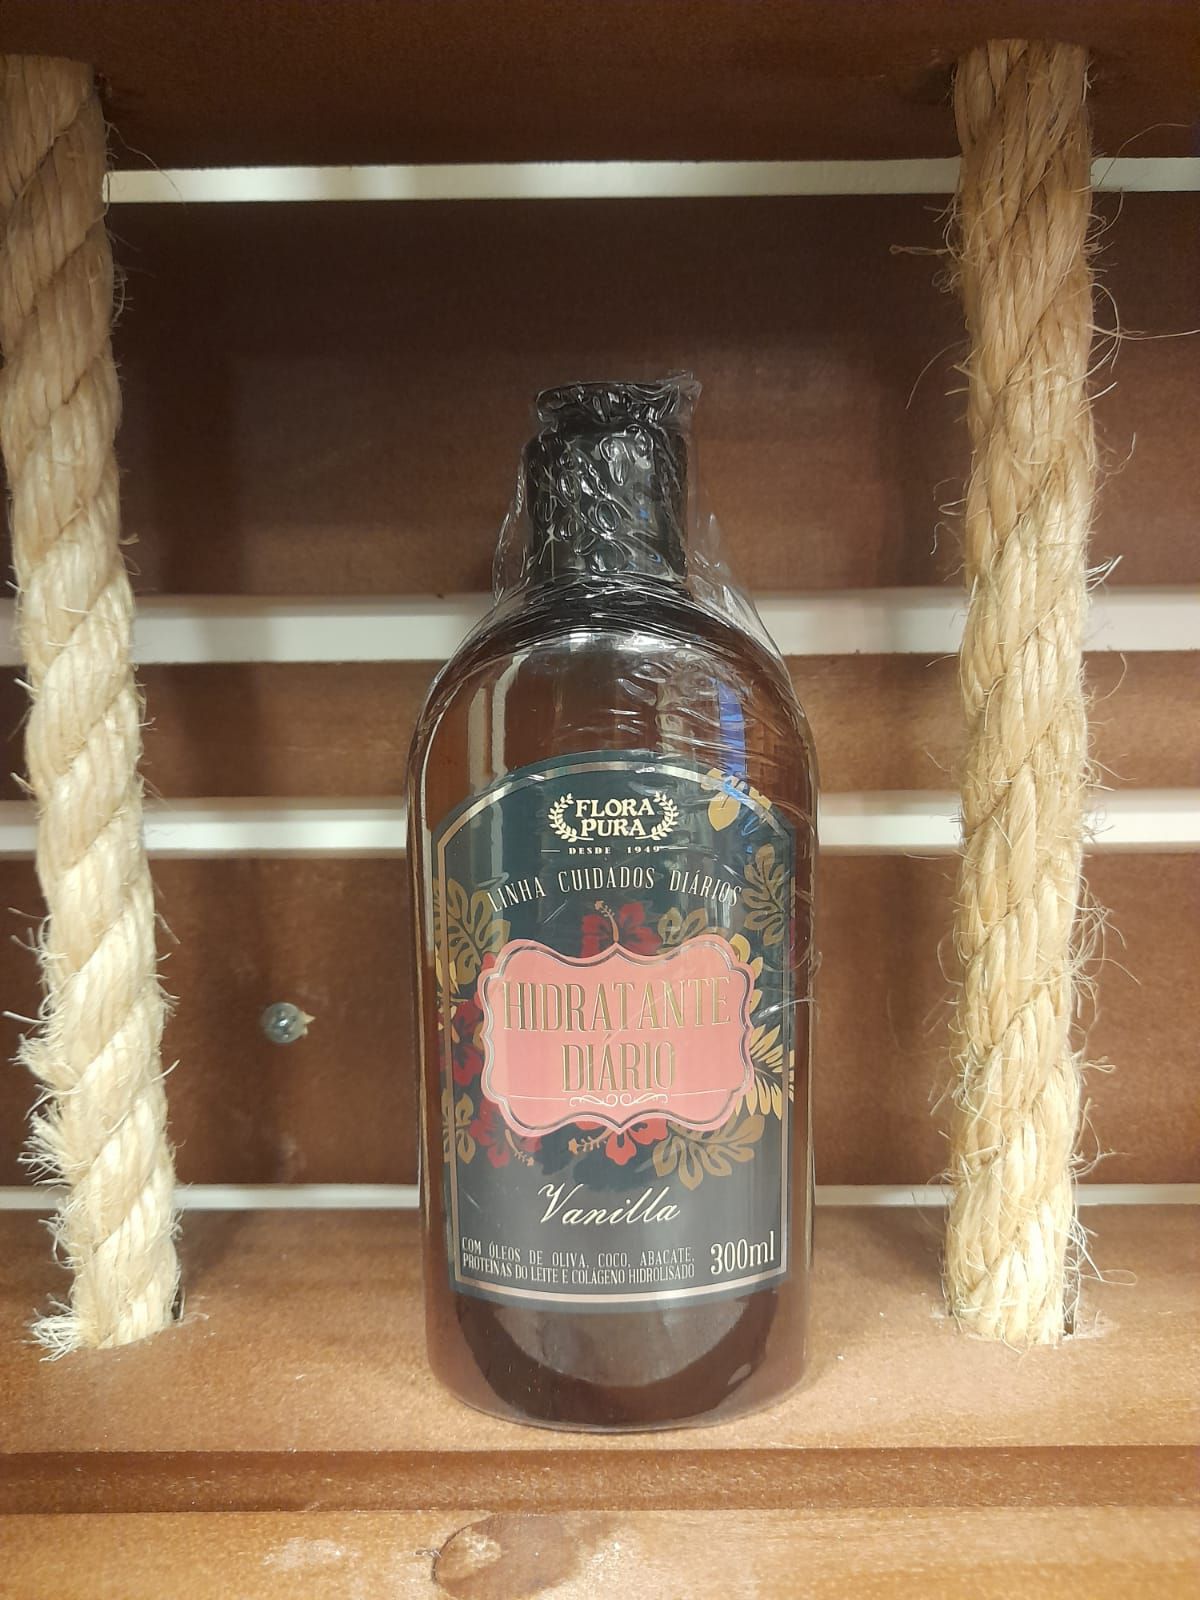 FLORA
PURA
DESDE 1949
LINHA CUIDADOS DIÁRIOS
HIDRATANTE
DIÁRIO
Vanilla
COM ÓLEOS DE OLIVA, COCO, ABACATE,
PROTEÍNAS DO LEITE E COLÁGENO HIDROLISADO
300ml